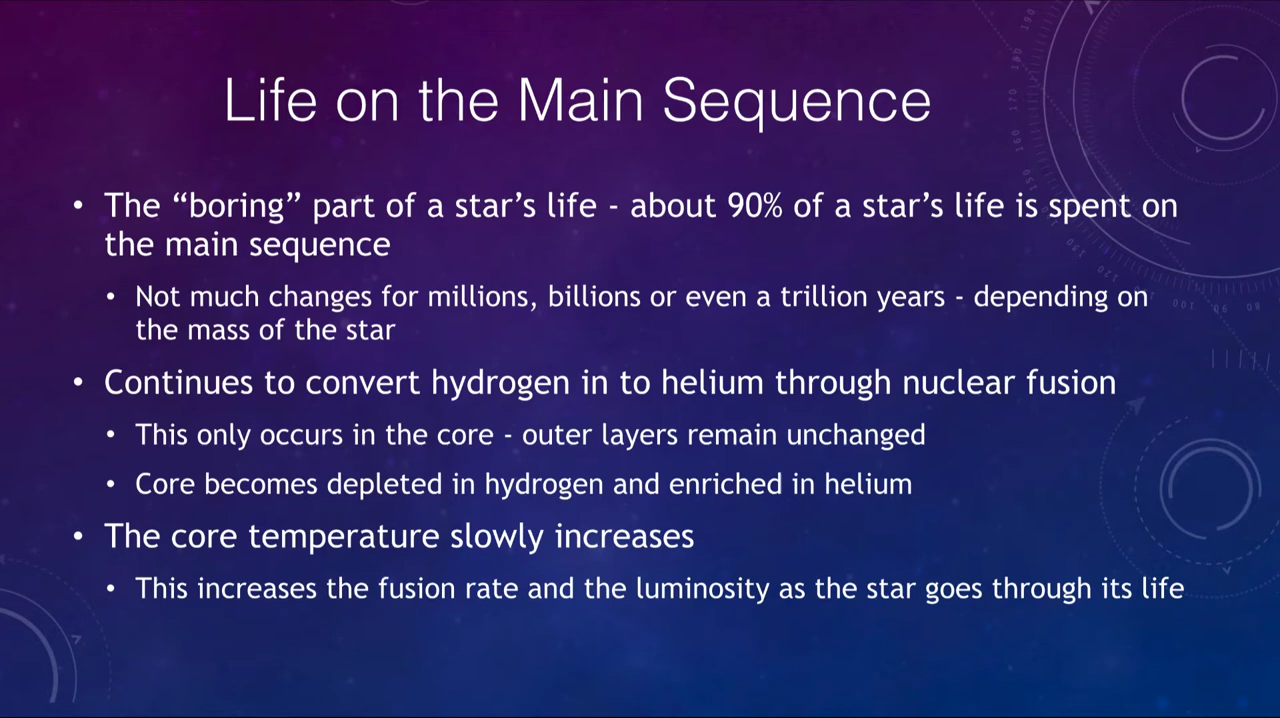 Life on the Main Sequence
• The “boring” part of a star’s life - about 90% of a star’s life is spent on
the main sequence
• Not much changes for millions, billions or even a trillion years - depending on
the mass of the star
• Continues to convert hydrogen in to helium through nuclear fusion
• This only occurs in the core - outer layers remain unchanged
• Core becomes depleted in hydrogen and enriched in helium
• The core temperature slowly increases
• This increases the fusion rate and the luminosity as the star goes through its life